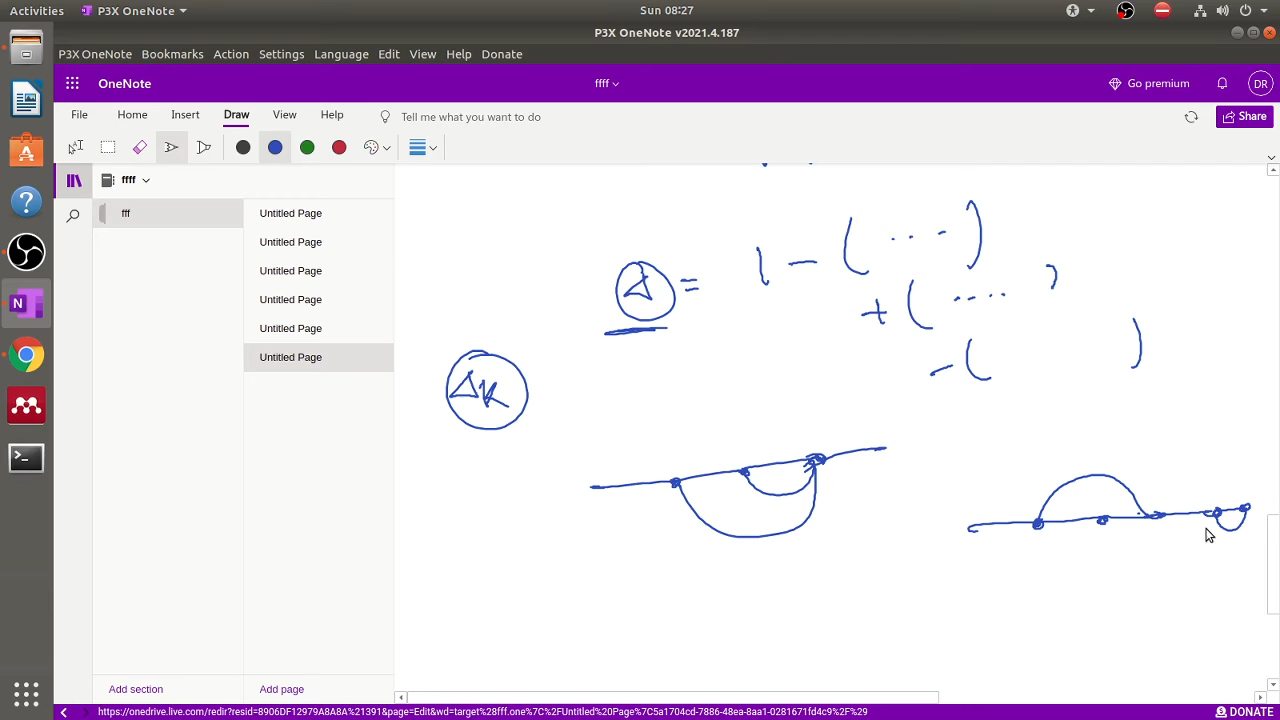 Activities P3X OneNote Sun 08:27
P3X OneNote v2021.4.187
P3X OneNote Bookmarks Action Settings Language Edit View Help Donate
OneNote ffff Go premium DR
File Home Insert Draw View Help Tell me what you want to do Share
ffff
fff
Untitled Page
Untitled Page
Untitled Page
Untitled Page
Untitled Page
Untitled Page
Δ = 1 - (....)
+ (.... )
- ( )
ΔK
Add section Add page
https://onedrive.live.com/redir?resid=8906DF12979A8A8A%21391&page=Edit&wd=target%28fff.one%7C%2FUntitled%20Page%7C5a1704cd-7886-48ea-8aa1-0281671fd4c9%2F%29 DONATE